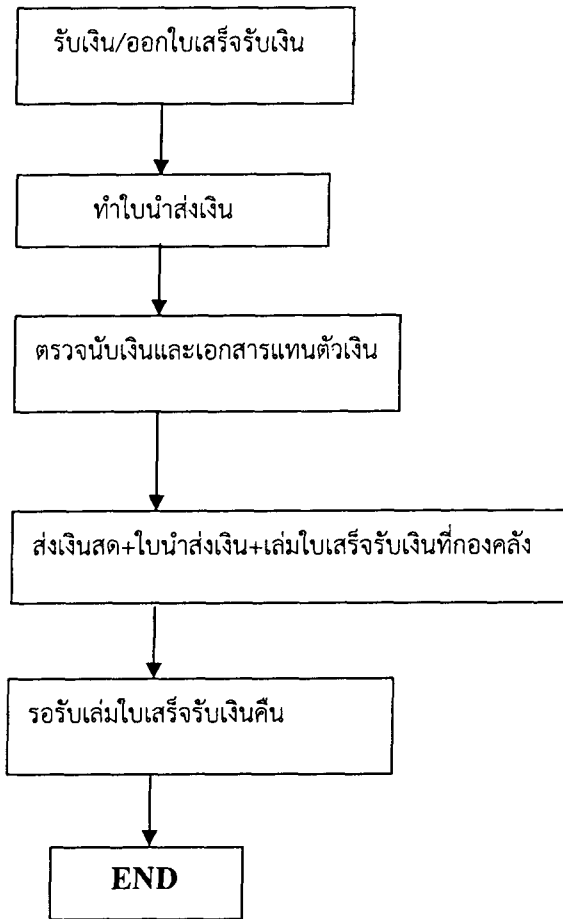 รับเงิน/ออกใบเสร็จรับเงิน
ทำใบนำส่งเงิน
ตรวจนับเงินและเอกสารแทนตัวเงิน
ส่งเงินสด+ใบนำส่งเงิน+เล่มใบเสร็จรับเงินที่กองคลัง
รอรับเล่มใบเสร็จรับเงินคืน
END